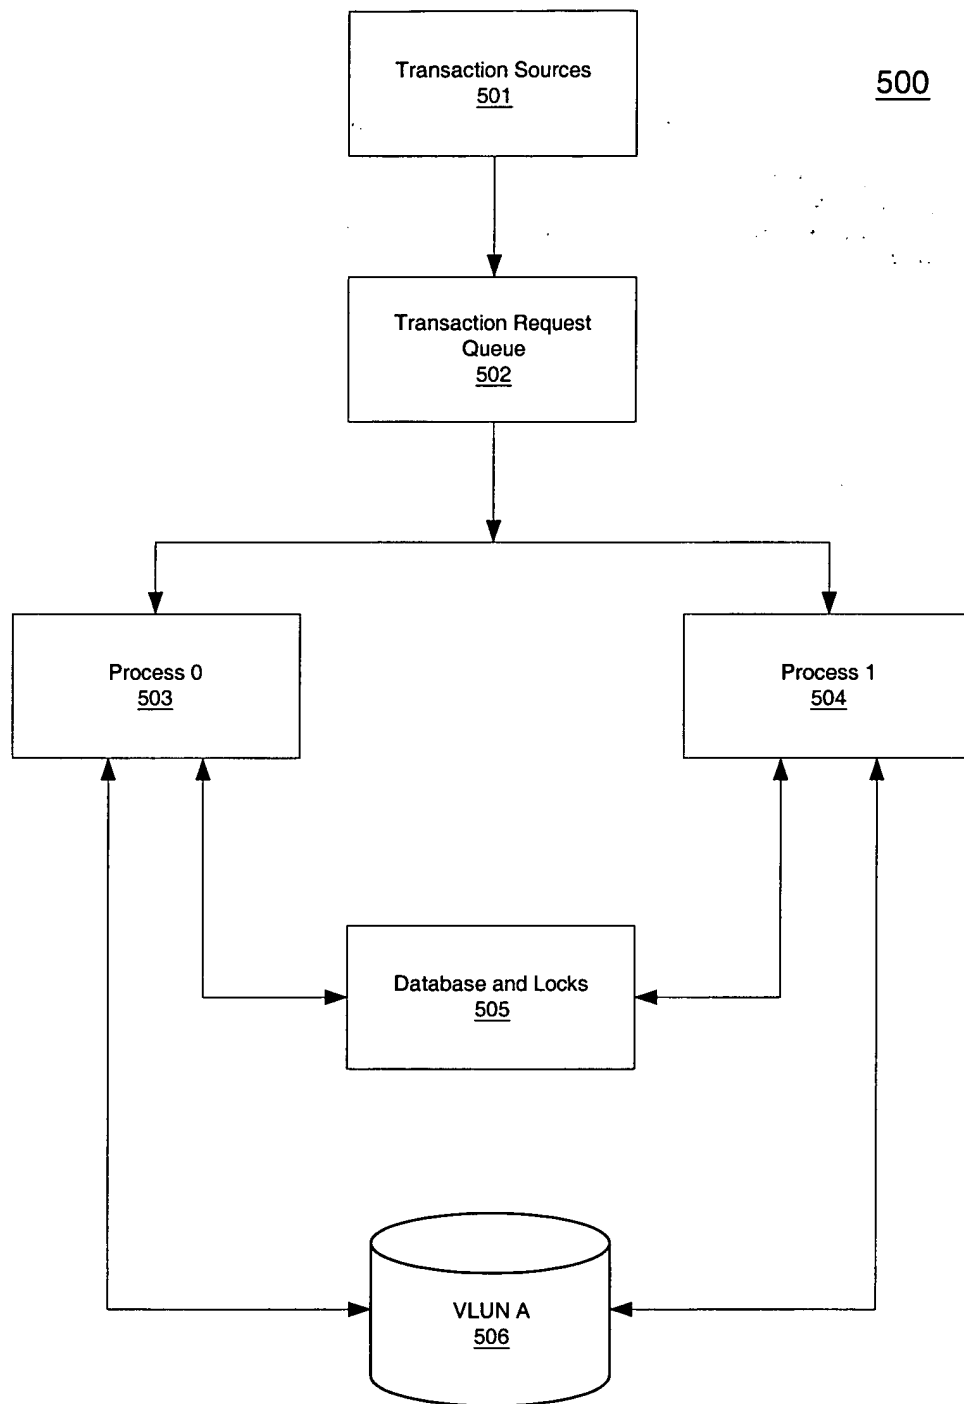 Transaction Sources
501
500
Transaction Request
Queue
502
Process 0
503
Process 1
504
Database and Locks
505
VLUN A
506